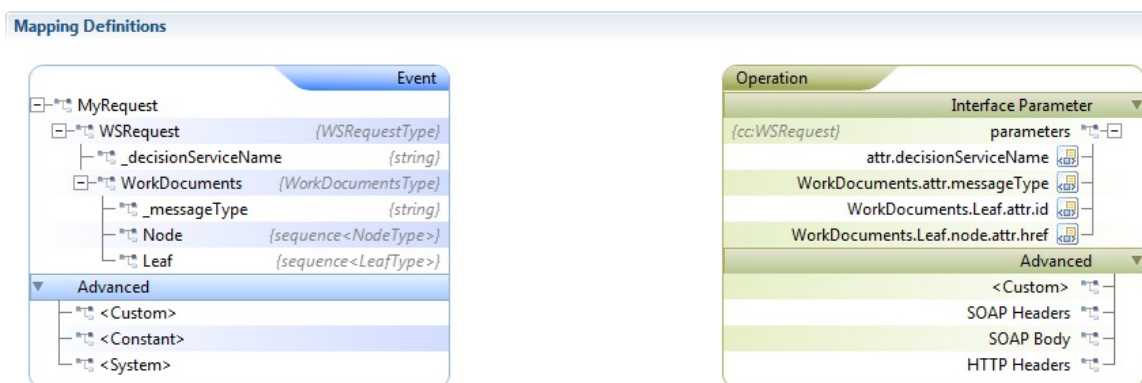 Mapping Definitions
Event
MyRequest
WSRequest {WSRequestType}
_decisionServiceName {string}
WorkDocuments {WorkDocumentsType}
_messageType {string}
Node {sequence<NodeType>}
Leaf {sequence<LeafType>}
Advanced
<Custom>
<Constant>
<System>
Operation
Interface Parameter
{cc:WSRequest} parameters
attr.decisionServiceName
WorkDocuments.attr.messageType
WorkDocuments.Leaf.attr.id
WorkDocuments.Leaf.node.attr.href
Advanced
<Custom>
SOAP Headers
SOAP Body
HTTP Headers